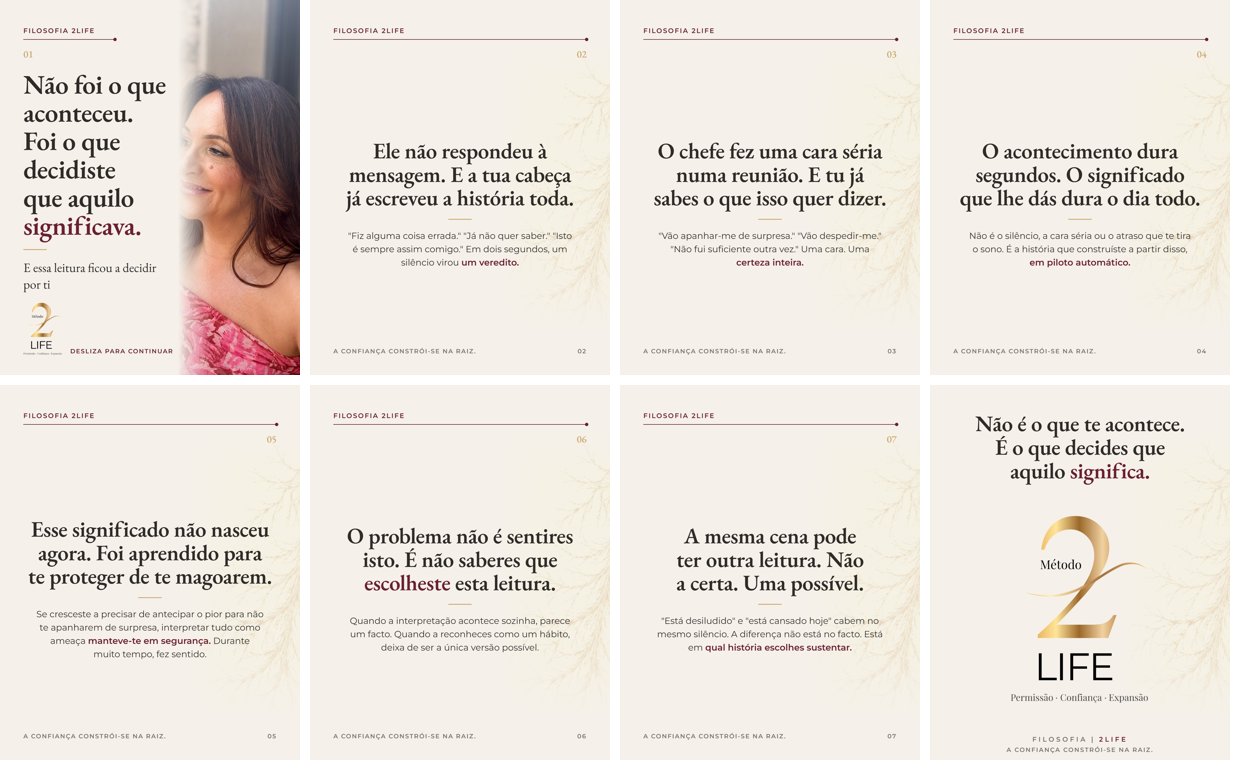 FILOSOFIA 2LIFE
01
Não foi o que
aconteceu.
Foi o que
decidiste
que aquilo
significava.
E essa leitura ficou a decidir
por ti
Método
2
LIFE
Permissão · Confiança · Expansão
DESLIZA PARA CONTINUAR
FILOSOFIA 2LIFE
02
Ele não respondeu à
mensagem. E a tua cabeça
já escreveu a história toda.
"Fiz alguma coisa errada." "Já não quer saber." "Isto
é sempre assim comigo." Em dois segundos, um
silêncio virou um veredito.
A CONFIANÇA CONSTRÓI-SE NA RAIZ.
02
FILOSOFIA 2LIFE
03
O chefe fez uma cara séria
numa reunião. E tu já
sabes o que isso quer dizer.
"Vão apanhar-me de surpresa." "Vão despedir-me."
"Não fui suficiente outra vez." Uma cara. Uma
certeza inteira.
A CONFIANÇA CONSTRÓI-SE NA RAIZ.
03
FILOSOFIA 2LIFE
04
O acontecimento dura
segundos. O significado
que lhe dás dura o dia todo.
Não é o silêncio, a cara séria ou o atraso que te tira
o sono. É a história que construíste a partir disso,
em piloto automático.
A CONFIANÇA CONSTRÓI-SE NA RAIZ.
04
FILOSOFIA 2LIFE
05
Esse significado não nasceu
agora. Foi aprendido para
te proteger de te magoarem.
Se cresceste a precisar de antecipar o pior para não
te apanharem de surpresa, interpretar tudo como
ameaça manteve-te em segurança. Durante
muito tempo, fez sentido.
A CONFIANÇA CONSTRÓI-SE NA RAIZ.
05
FILOSOFIA 2LIFE
06
O problema não é sentires
isto. É não saberes que
escolheste esta leitura.
Quando a interpretação acontece sozinha, parece
um facto. Quando a reconheces como um hábito,
deixa de ser a única versão possível.
A CONFIANÇA CONSTRÓI-SE NA RAIZ.
06
FILOSOFIA 2LIFE
07
A mesma cena pode
ter outra leitura. Não
a certa. Uma possível.
"Está desiludido" e "está cansado hoje" cabem no
mesmo silêncio. A diferença não está no facto. Está
em qual história escolhes sustentar.
A CONFIANÇA CONSTRÓI-SE NA RAIZ.
07
Não é o que te acontece.
É o que decides que
aquilo significa.
Método
2
LIFE
Permissão · Confiança · Expansão
FILOSOFIA | 2LIFE
A CONFIANÇA CONSTRÓI-SE NA RAIZ.